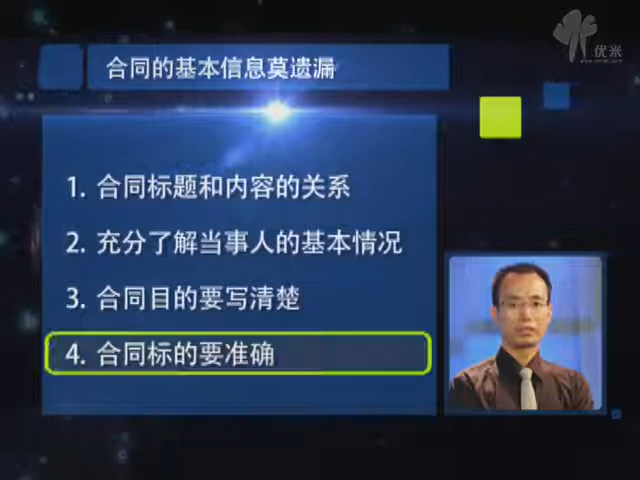 优米
合同的基本信息莫遗漏
1. 合同标题和内容的关系
2. 充分了解当事人的基本情况
3. 合同目的要写清楚
4. 合同标的要准确